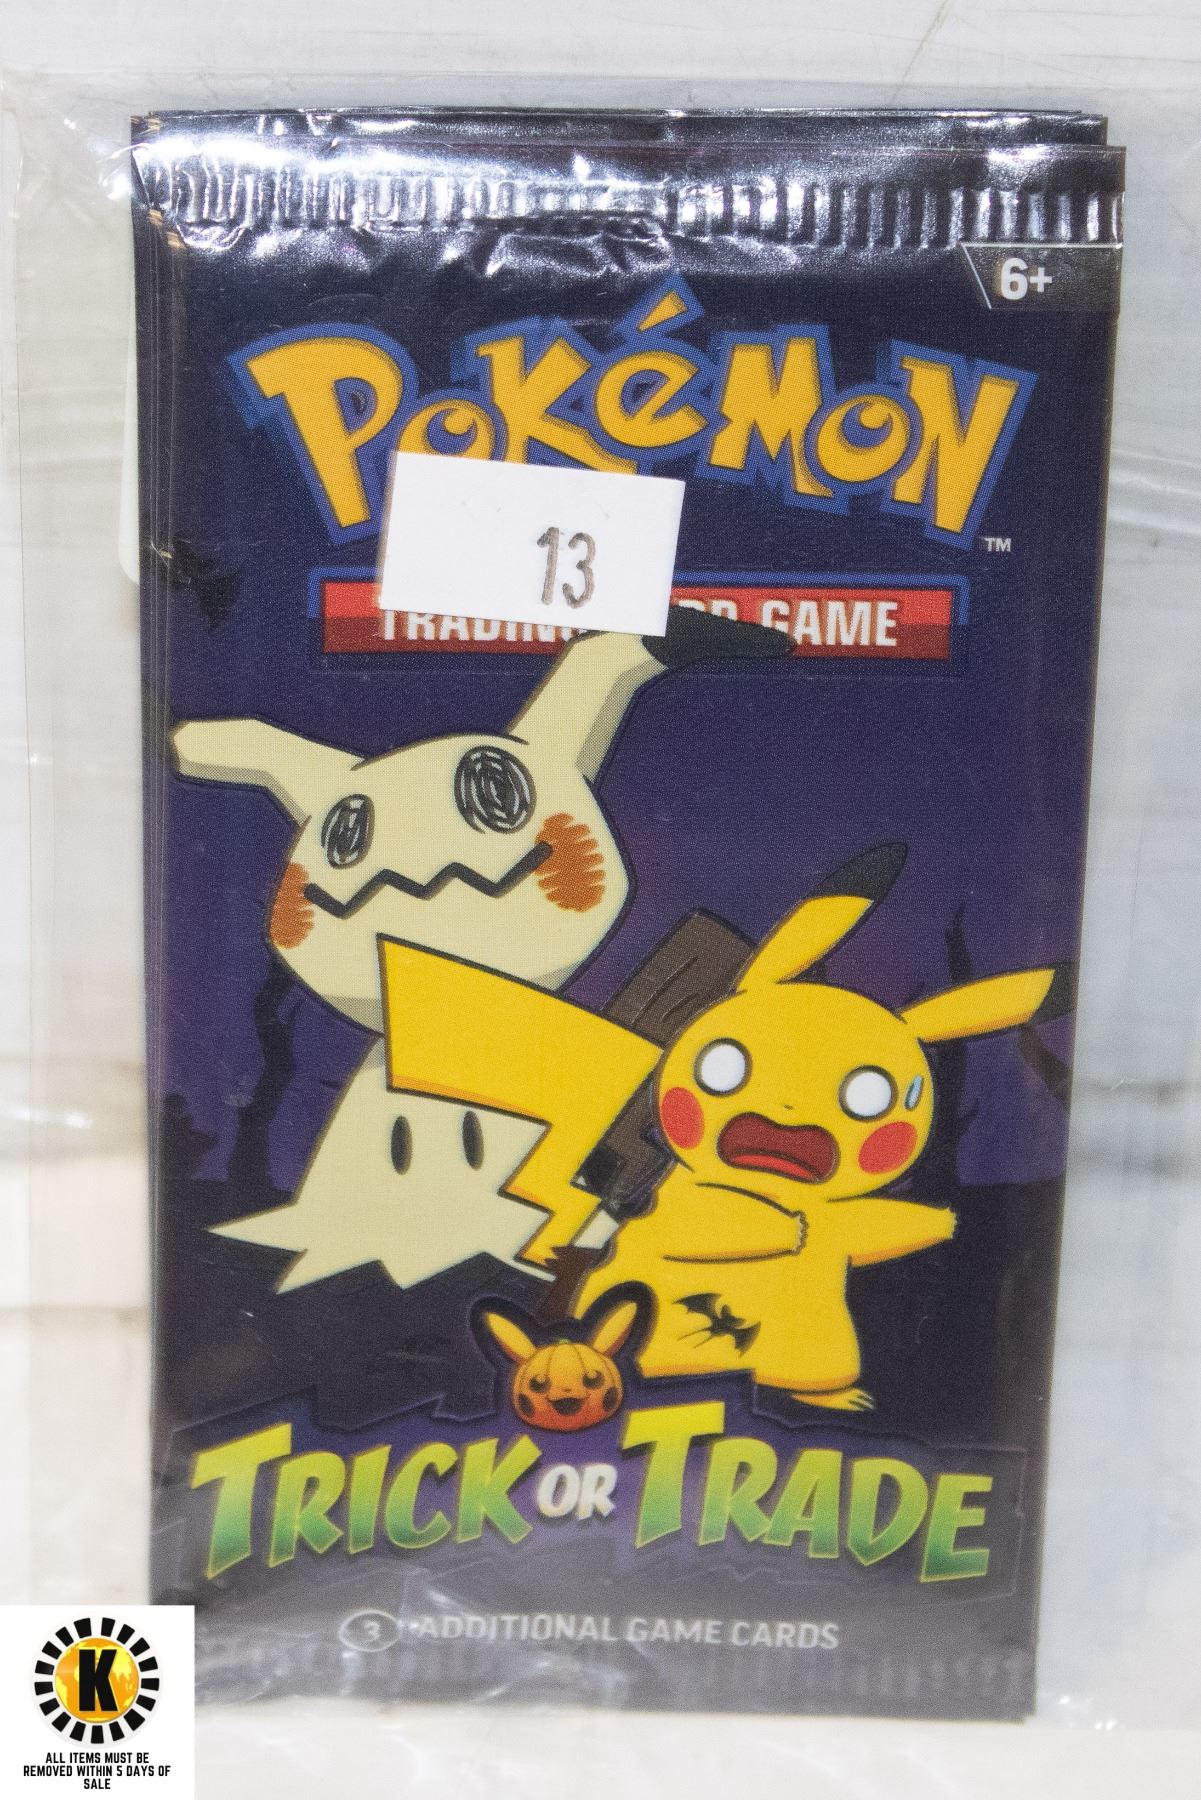 6+
POKéMON
TM
13
TRADING CARD GAME
TRICK OR TRADE
3 ADDITIONAL GAME CARDS
K
ALL ITEMS MUST BE
REMOVED WITHIN 5 DAYS OF
SALE